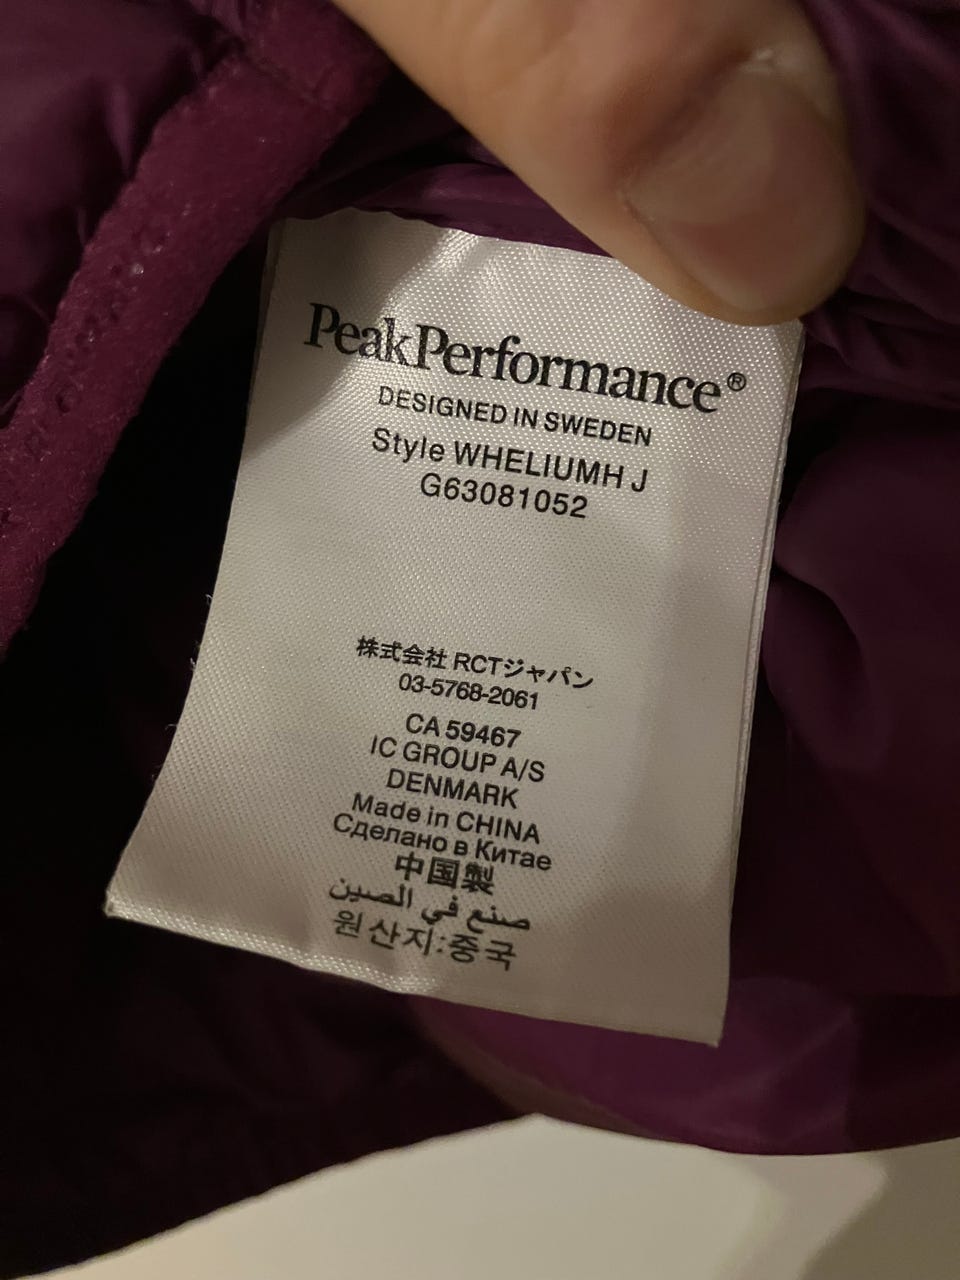 PeakPerformance®
DESIGNED IN SWEDEN
Style WHELIUMH J
G63081052
株式会社 RCTジャパン
03-5768-2061
CA 59467
IC GROUP A/S
DENMARK
Made in CHINA
Сделано в Китае
中国製
صنع في الصين
원산지:중국